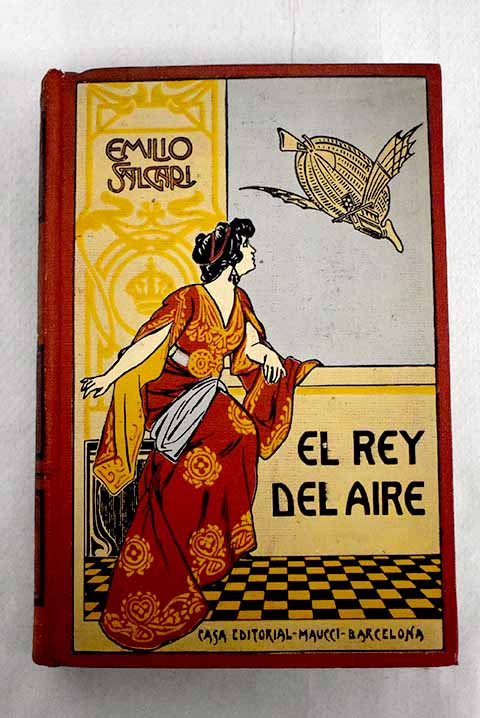 EMILIO
SALGARI
EL REY
DEL AIRE
CASA EDITORIAL-MAUCCI-BARCELONA